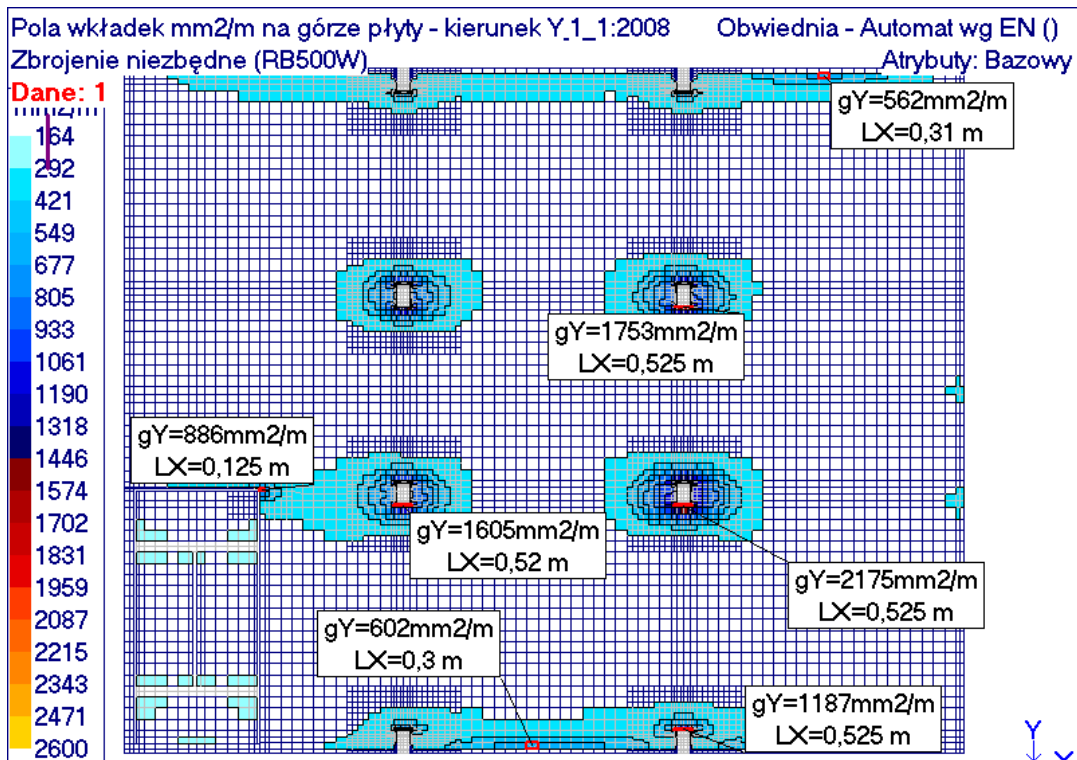 Pola wkładek mm2/m na górze płyty - kierunek Y_1_1:2008 Obwiednia - Automat wg EN ()
Zbrojenie niezbędne (RB500W) Atrybuty: Bazowy
Dane: 1
mm2/m
164
292
421
549
677
805
933
1061
1190
1318
1446
1574
1702
1831
1959
2087
2215
2343
2471
2600
gY=562mm2/m
LX=0,31 m
gY=1753mm2/m
LX=0,525 m
gY=886mm2/m
LX=0,125 m
gY=1605mm2/m
LX=0,52 m
gY=2175mm2/m
LX=0,525 m
gY=602mm2/m
LX=0,3 m
gY=1187mm2/m
LX=0,525 m
Y
X